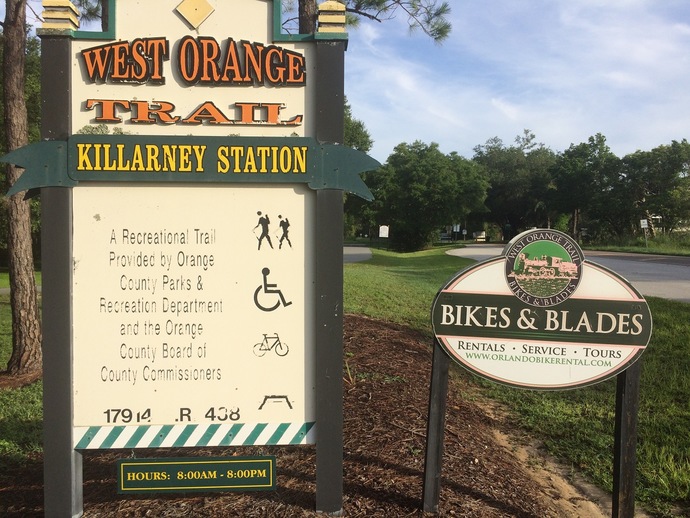 WEST ORANGE
TRAIL
KILLARNEY STATION
A Recreational Trail
Provided by Orange
County Parks &
Recreation Department
and the Orange
County Board of
County Commissioners
17914 .R 438
HOURS: 8:00AM - 8:00PM
WEST ORANGE TRAIL
BIKES & BLADES
BIKES & BLADES
RENTALS · SERVICE · TOURS
WWW.ORLANDOBIKERENTAL.COM